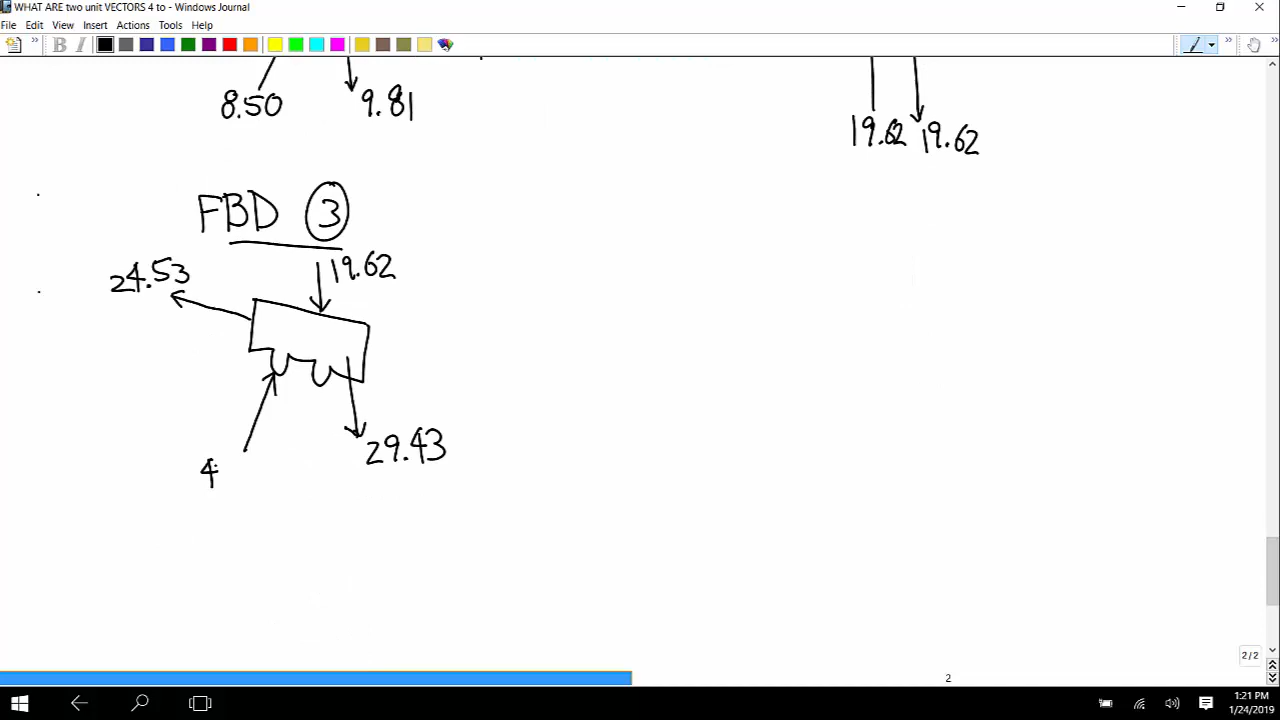 WHAT ARE two unit VECTORS 4 to - Windows Journal
File Edit View Insert Actions Tools Help
B I
8.50
9.81
19.62 19.62
FBD 3
24.53
19.62
29.43
4
2/2
2
1:21 PM
1/24/2019